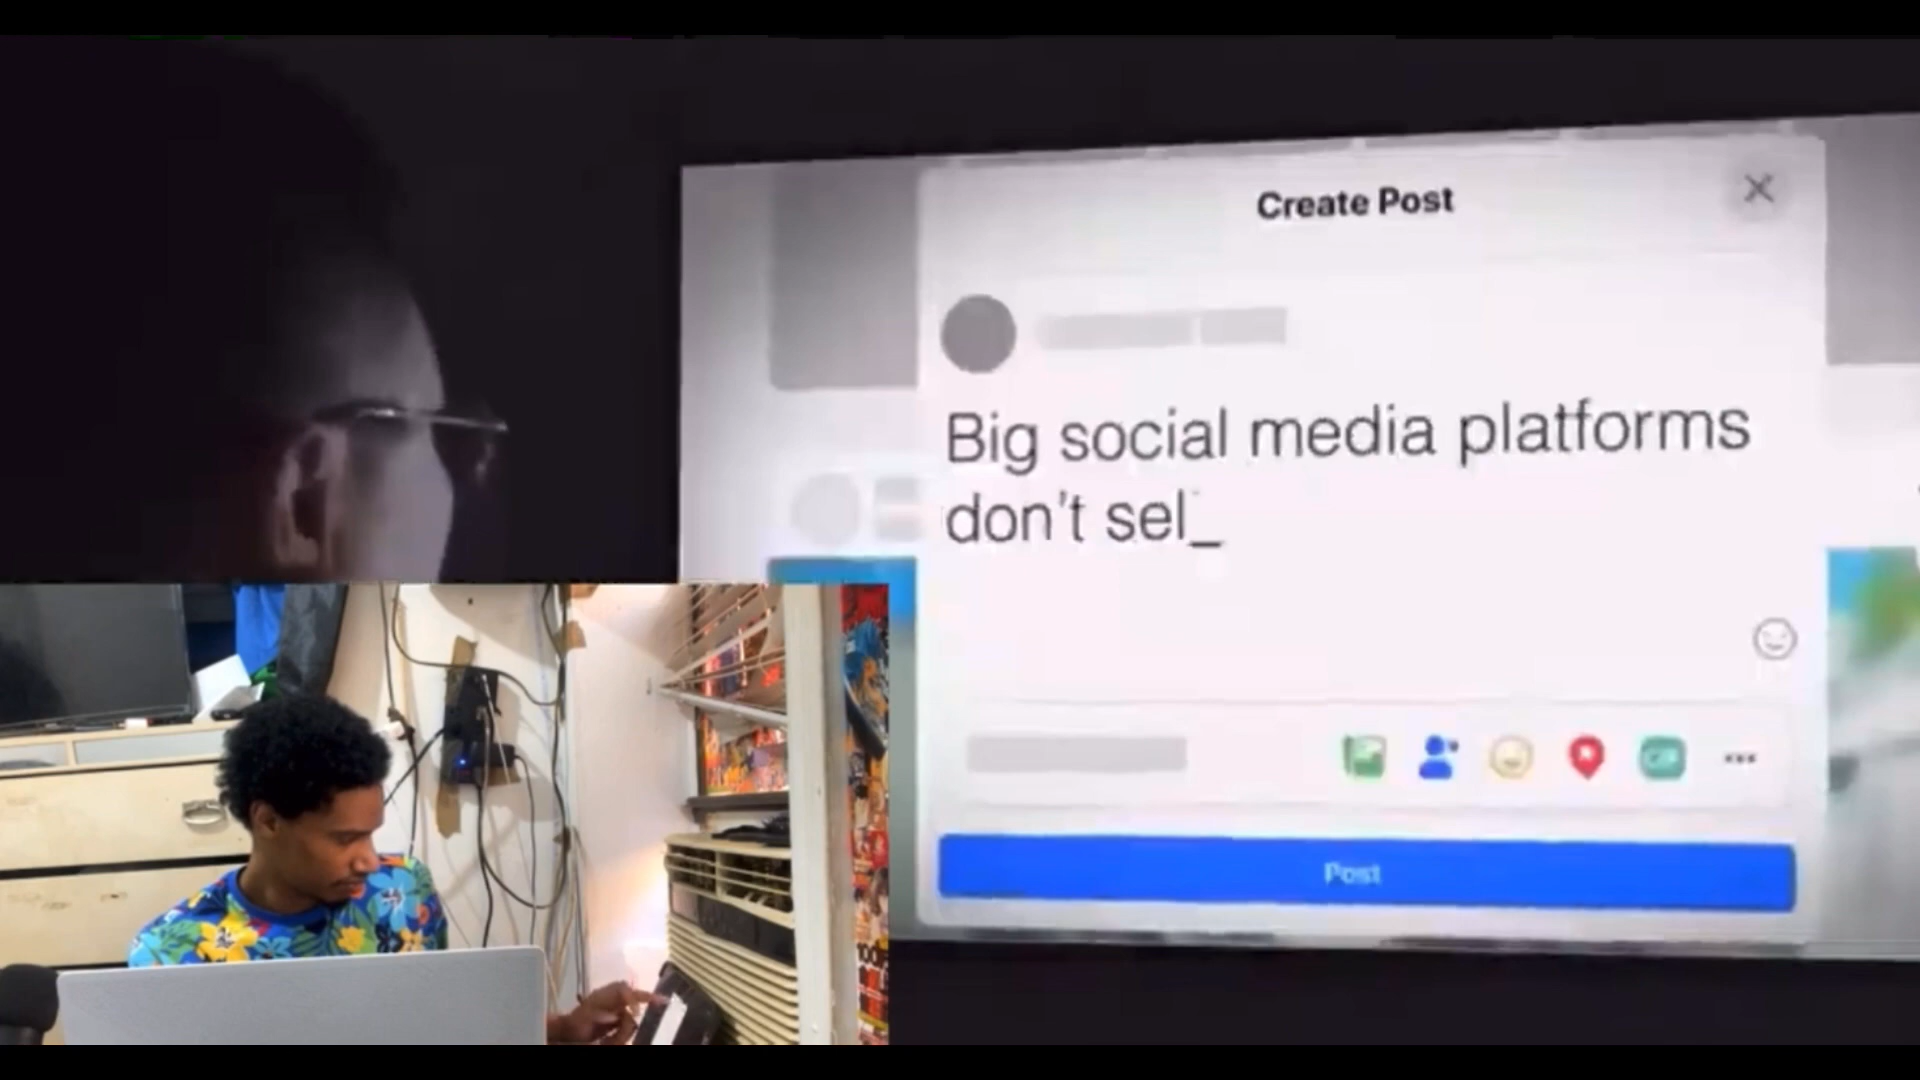 Create Post
Big social media platforms
don't sel_
Post